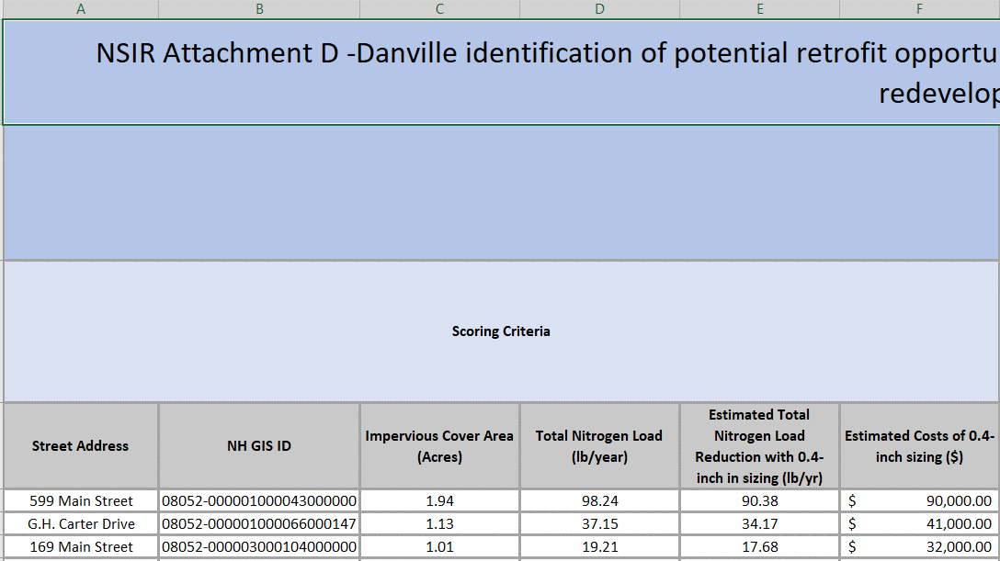 A B C D E F
NSIR Attachment D -Danville identification of potential retrofit opportu
redevelop
Scoring Criteria
Street Address
NH GIS ID
Impervious Cover Area
(Acres)
Total Nitrogen Load
(lb/year)
Estimated Total
Nitrogen Load
Reduction with 0.4-
inch in sizing (lb/yr)
Estimated Costs of 0.4-
inch sizing ($)
599 Main Street 08052-000001000043000000 1.94 98.24 90.38 $ 90,000.00
G.H. Carter Drive 08052-000001000066000147 1.13 37.15 34.17 $ 41,000.00
169 Main Street 08052-000003000104000000 1.01 19.21 17.68 $ 32,000.00